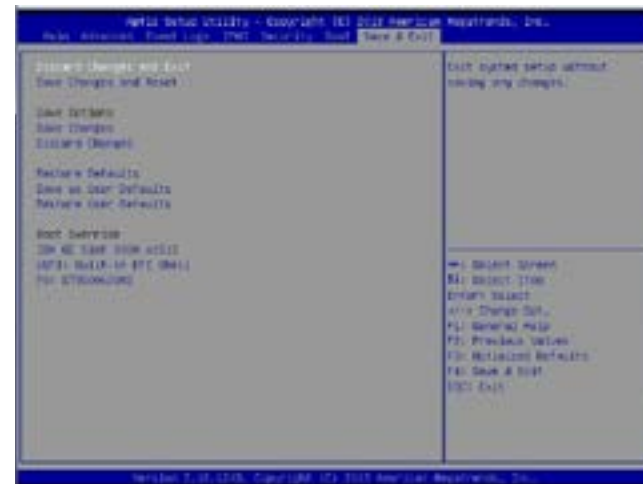 Aptio Setup Utility - Copyright (C) American Megatrends, Inc.
Main Advanced Event Logs IPMI Security Boot Save & Exit
Discard Changes and Exit
Save Changes and Reset
Save Options
Save Changes
Discard Changes
Restore Defaults
Save as User Defaults
Restore User Defaults
Boot Override
UEFI: Built-in EFI Shell
Exit system setup without
saving any changes.
Select Screen
Select Item
Enter: Select
+/-: Change Opt.
F1: General Help
F2: Previous Values
F3: Optimized Defaults
F4: Save & Exit
ESC: Exit
Version Copyright (C) American Megatrends, Inc.